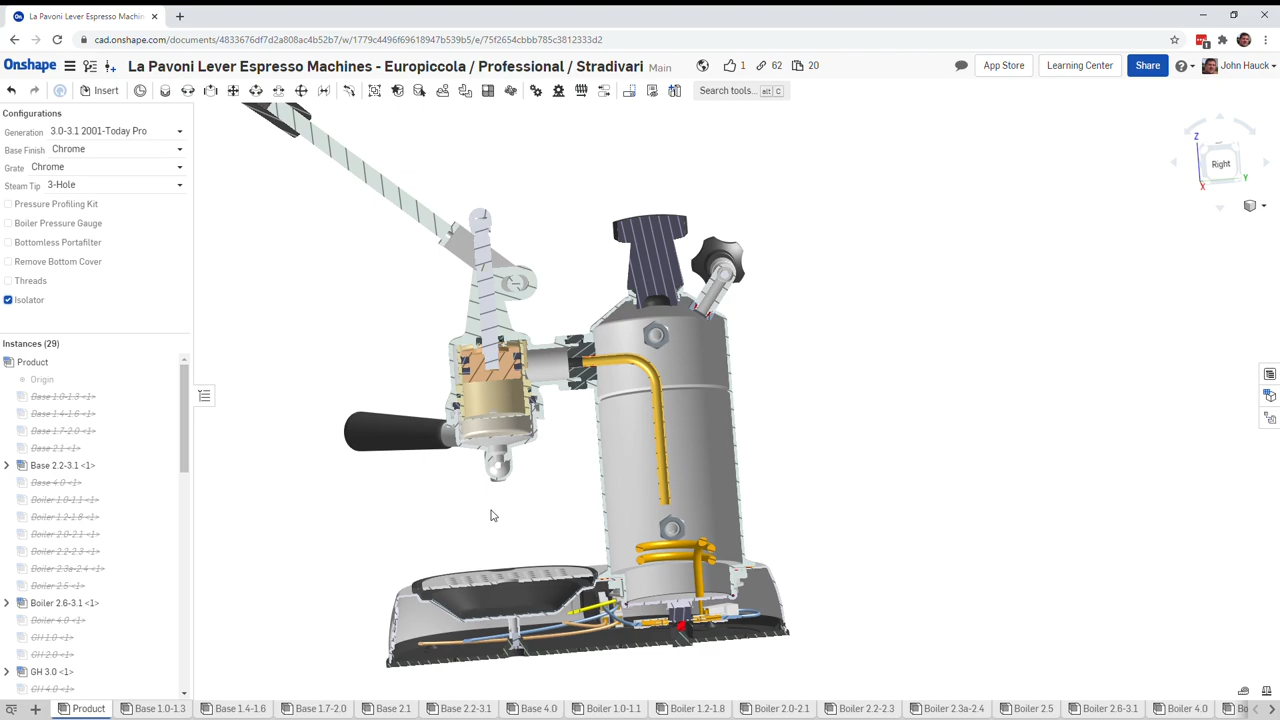 La Pavoni Lever Espresso Machin
cad.onshape.com/documents/4833676df7d2a808ac4b52b7/w/1779c4496f69618947b539b5/e/75f2654cbbb785c3812333d2
Onshape
La Pavoni Lever Espresso Machines - Europiccola / Professional / Stradivari Main
1
62
20
App Store
Learning Center
Share
John Hauck
Insert
Search tools...
alt C
Configurations
Generation 3.0-3.1 2001-Today Pro
Base Finish Chrome
Grate Chrome
Steam Tip 3-Hole
Pressure Profiling Kit
Boiler Pressure Gauge
Bottomless Portafilter
Remove Bottom Cover
Threads
Isolator
Instances (29)
Product
Origin
Base 1.0-1.3 <1>
Base 1.4-1.6 <1>
Base 1.7-2.0 <1>
Base 2.1 <1>
Base 2.2-3.1 <1>
Base 4.0 <1>
Boiler 1.0-1.1 <1>
Boiler 1.2-1.8 <1>
Boiler 2.0-2.1 <1>
Boiler 2.2-2.3 <1>
Boiler 2.3a-2.4 <1>
Boiler 2.5 <1>
Boiler 2.6-3.1 <1>
Boiler 4.0 <1>
GH 1.0 <1>
GH 2.0 <1>
GH 3.0 <1>
GH 4.0 <1>
Z
Right
Y
X
Product
Base 1.0-1.3
Base 1.4-1.6
Base 1.7-2.0
Base 2.1
Base 2.2-3.1
Base 4.0
Boiler 1.0-1.1
Boiler 1.2-1.8
Boiler 2.0-2.1
Boiler 2.2-2.3
Boiler 2.3a-2.4
Boiler 2.5
Boiler 2.6-3.1
Boiler 4.0
Bo